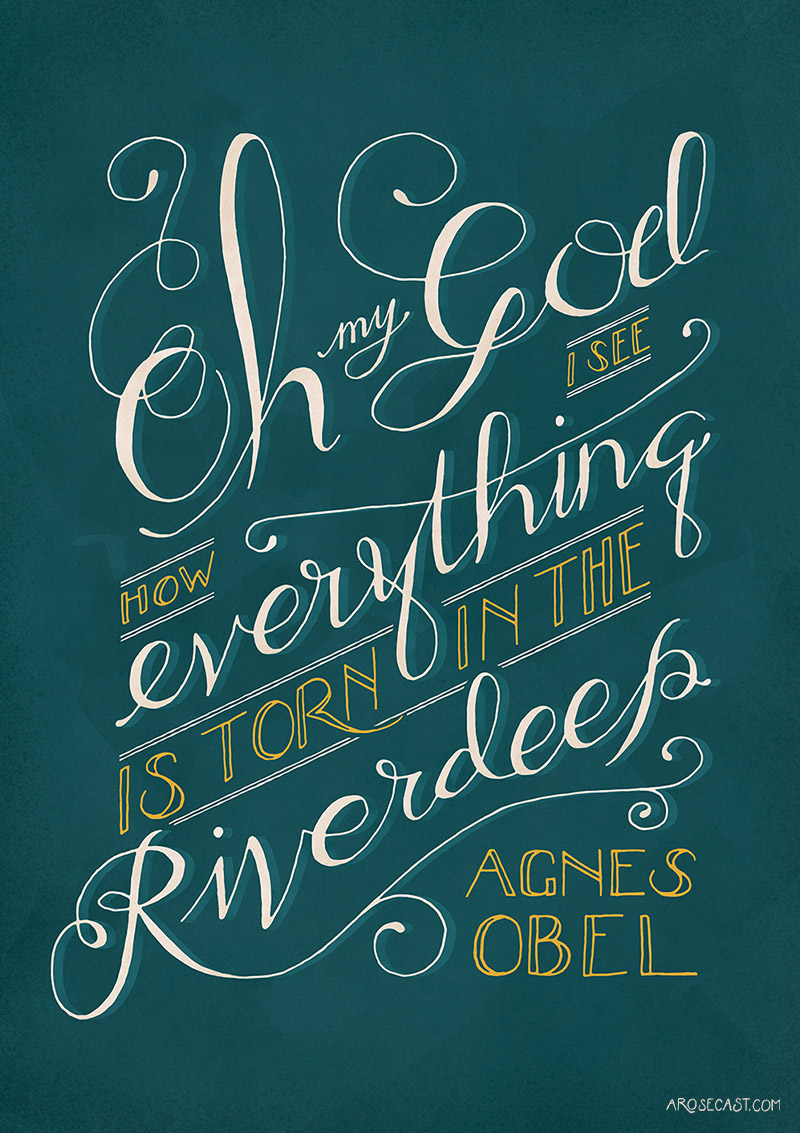 Oh my God
I SEE
HOW everything
IS TORN IN THE
Riverdeep
AGNES
OBEL
AROSECAST.COM